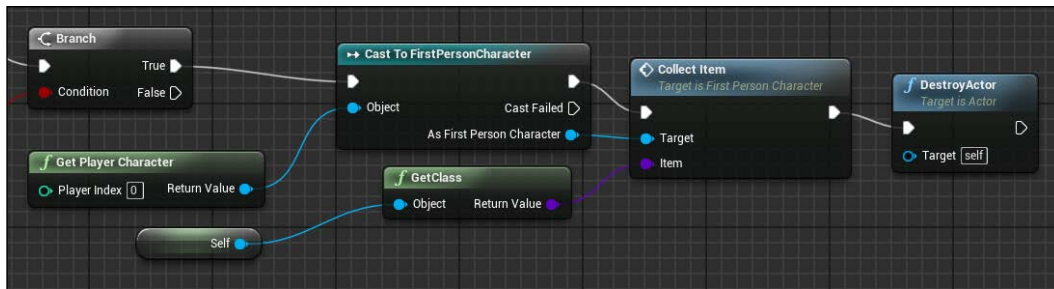 Branch
True
Condition
False
Cast To FirstPersonCharacter
Object
Cast Failed
As First Person Character
Get Player Character
Player Index 0
Return Value
Self
f GetClass
Object
Return Value
Collect Item
Target is First Person Character
Target
Item
f DestroyActor
Target is Actor
Target self